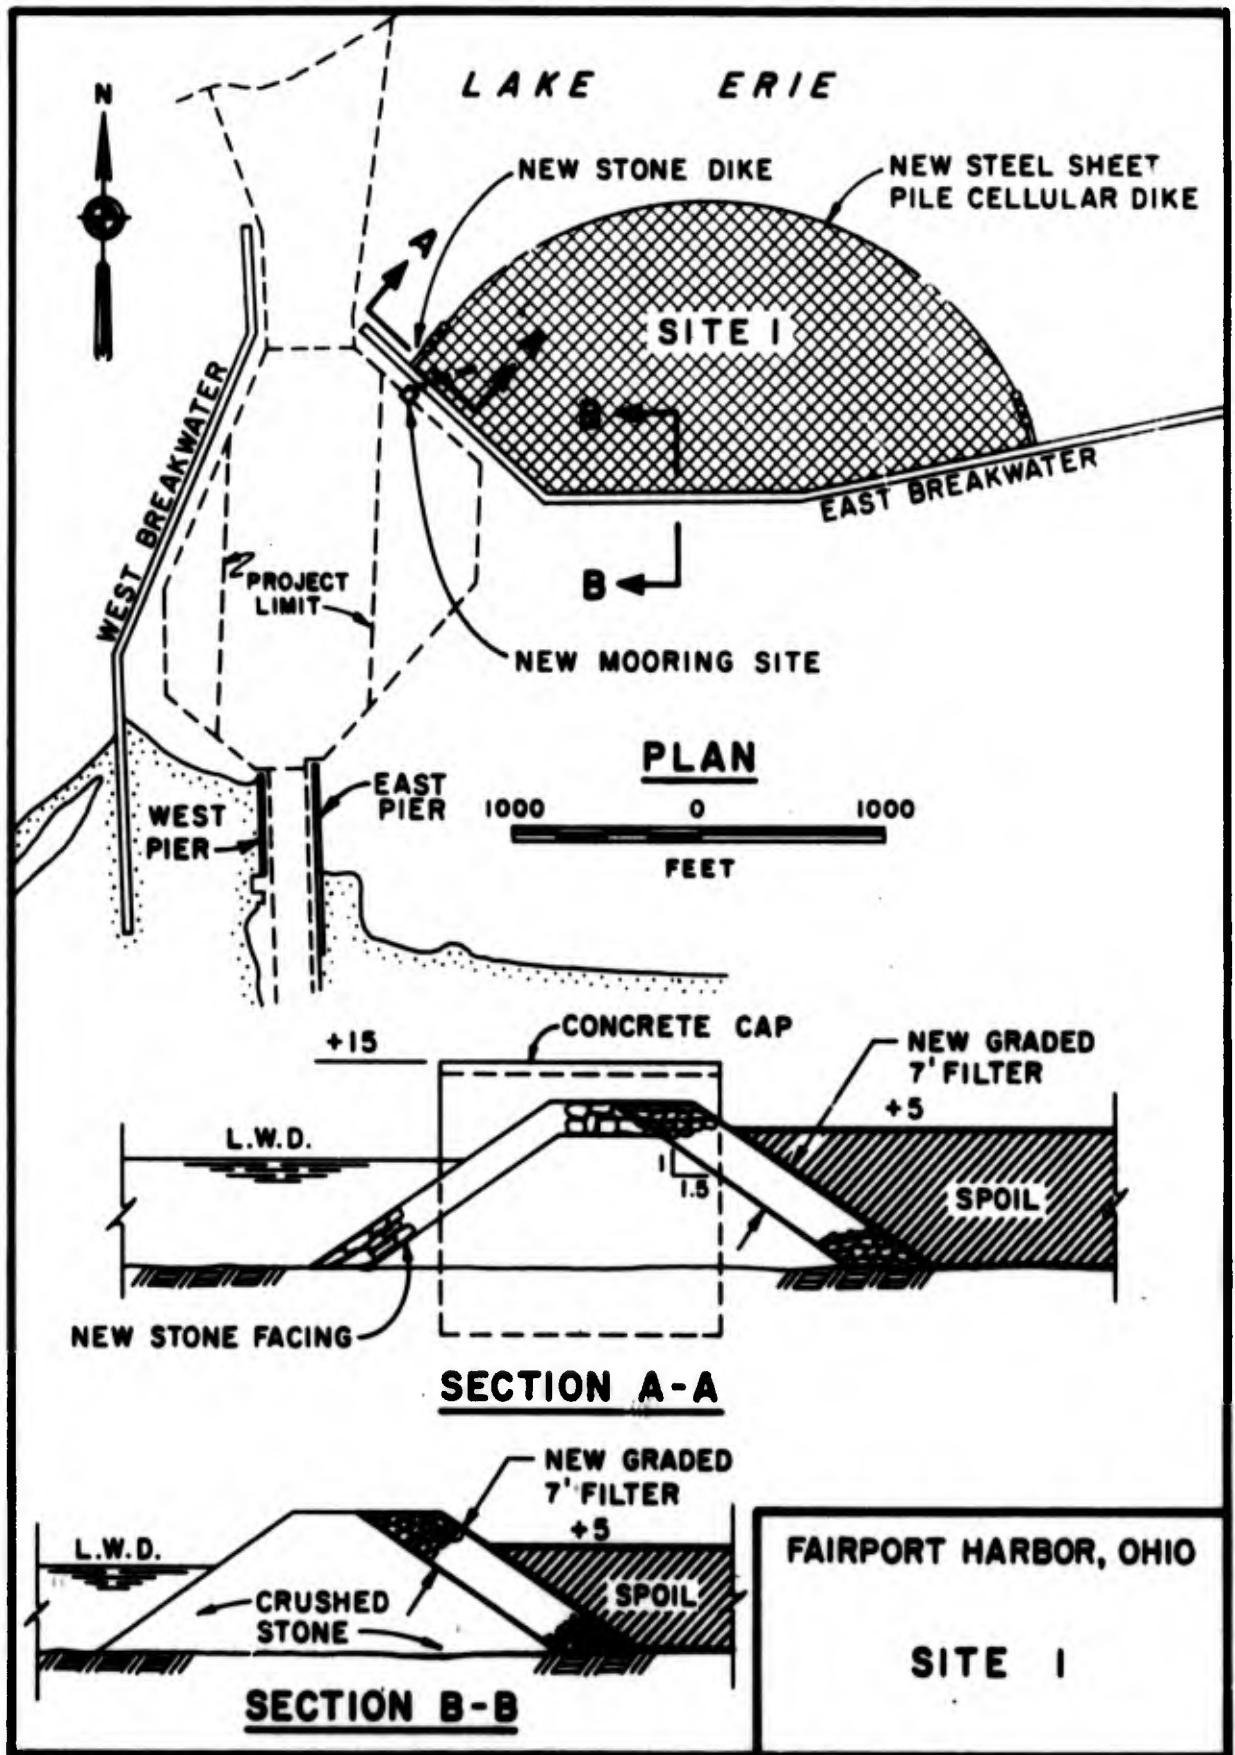 LAKE ERIE
N
NEW STONE DIKE
NEW STEEL SHEET
PILE CELLULAR DIKE
A
SITE 1
B
WEST BREAKWATER
EAST BREAKWATER
PROJECT
LIMIT
B
NEW MOORING SITE
PLAN
EAST
PIER
WEST
PIER
1000 0 1000
FEET
CONCRETE CAP
+15
NEW GRADED
7' FILTER
+5
L.W.D.
1
1.5
SPOIL
NEW STONE FACING
SECTION A-A
NEW GRADED
7' FILTER
+5
L.W.D.
CRUSHED
STONE
SPOIL
SECTION B-B
FAIRPORT HARBOR, OHIO
SITE 1